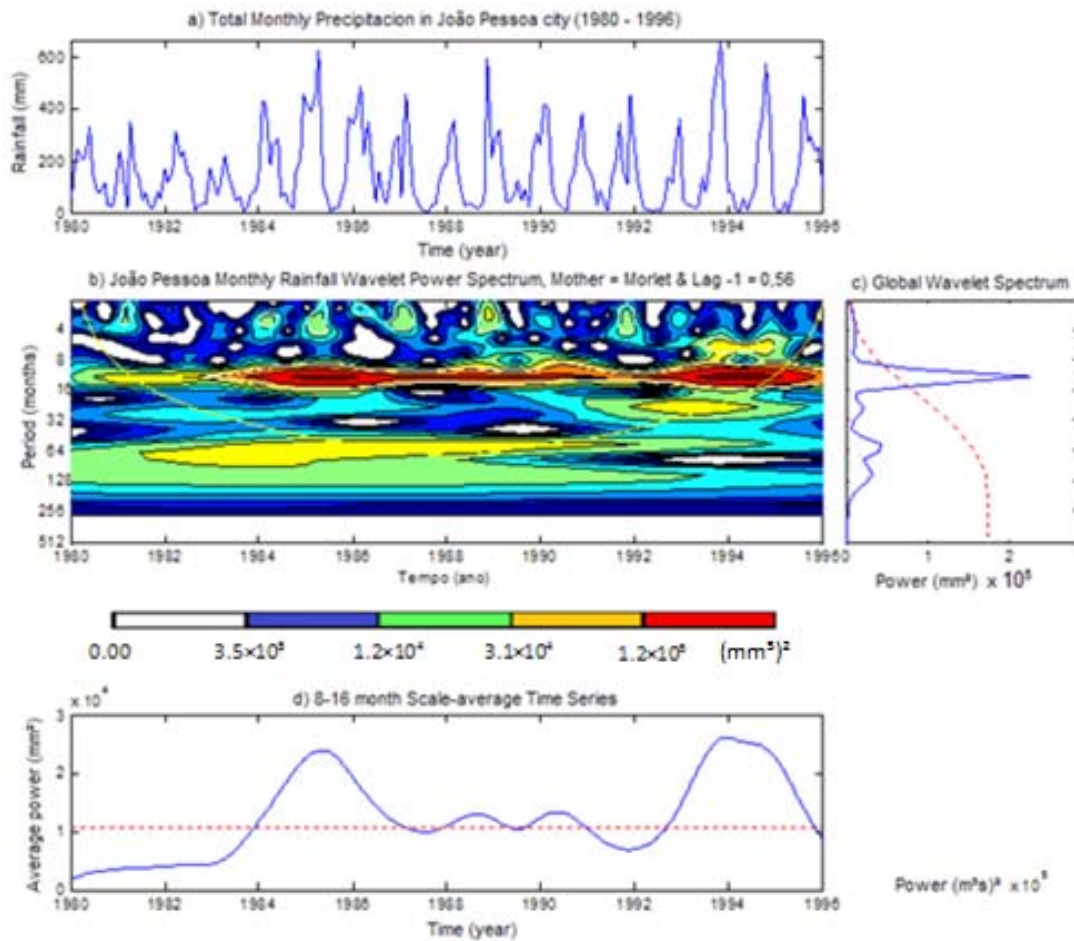 a) Total Monthly Precipitacion in João Pessoa city (1980 - 1996)
Rainfall (mm)
600
400
200
0
1980 1982 1984 1986 1988 1990 1992 1994 1996
Time (year)
b) João Pessoa Monthly Rainfall Wavelet Power Spectrum, Mother = Morlet & Lag -1 = 0,56
c) Global Wavelet Spectrum
Period (months)
4
8
16
32
64
128
256
512
1980 1982 1984 1986 1988 1990 1992 1994 1996
0 1 2
Tempo (ano)
Power (mm²) x 10⁵
0.00 3.5×10³ 1.2×10⁴ 3.1×10⁴ 1.2×10⁵ (mm³)²
d) 8-16 month Scale-average Time Series
x 10⁴
Average power (mm²)
3
2
1
0
1980 1982 1984 1986 1988 1990 1992 1994 1996
Time (year)
Power (m³s)² x10⁵